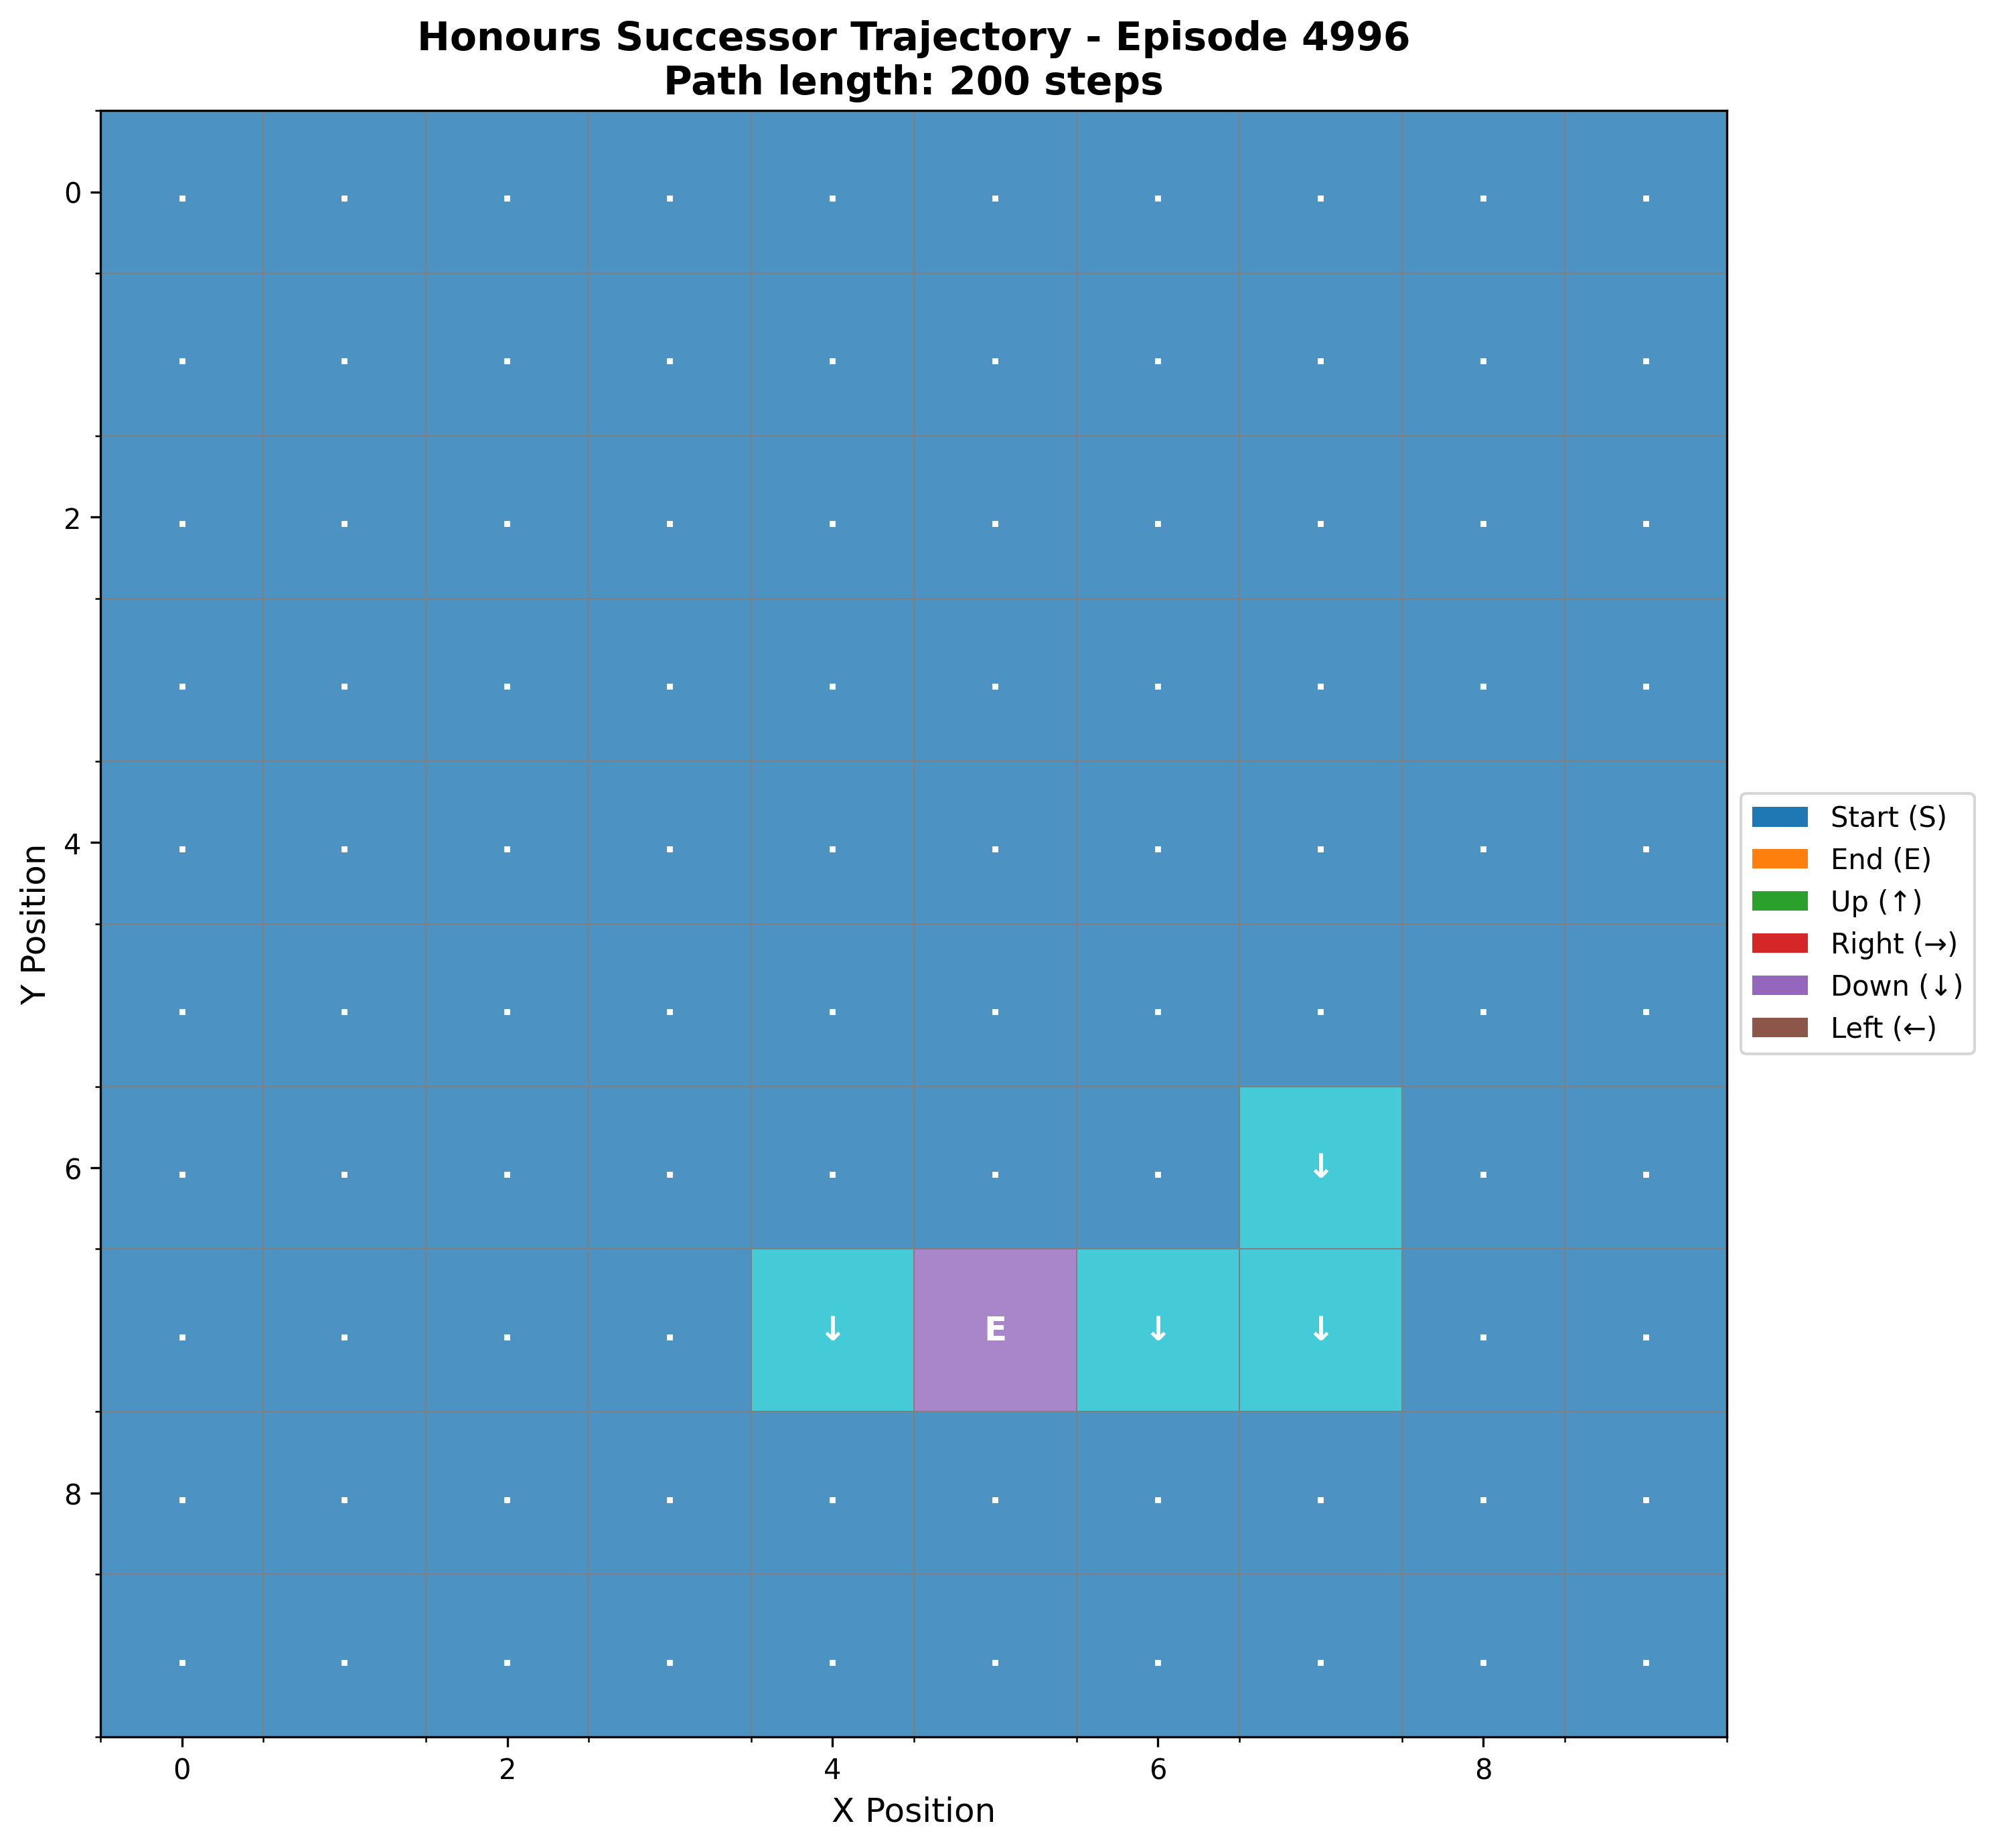 Honours Successor Trajectory - Episode 4996
Path length: 200 steps
0
2
4
6
8
Y Position
. . . . . . . . . .
. . . . . . . . . .
. . . . . . . . . .
. . . . . . . . . .
. . . . . . . . . .
. . . . . . . . . .
. . . . . . . ↓ . .
. . . . ↓ E ↓ ↓ . .
. . . . . . . . . .
. . . . . . . . . .
0 2 4 6 8
X Position
Start (S)
End (E)
Up (↑)
Right (→)
Down (↓)
Left (←)